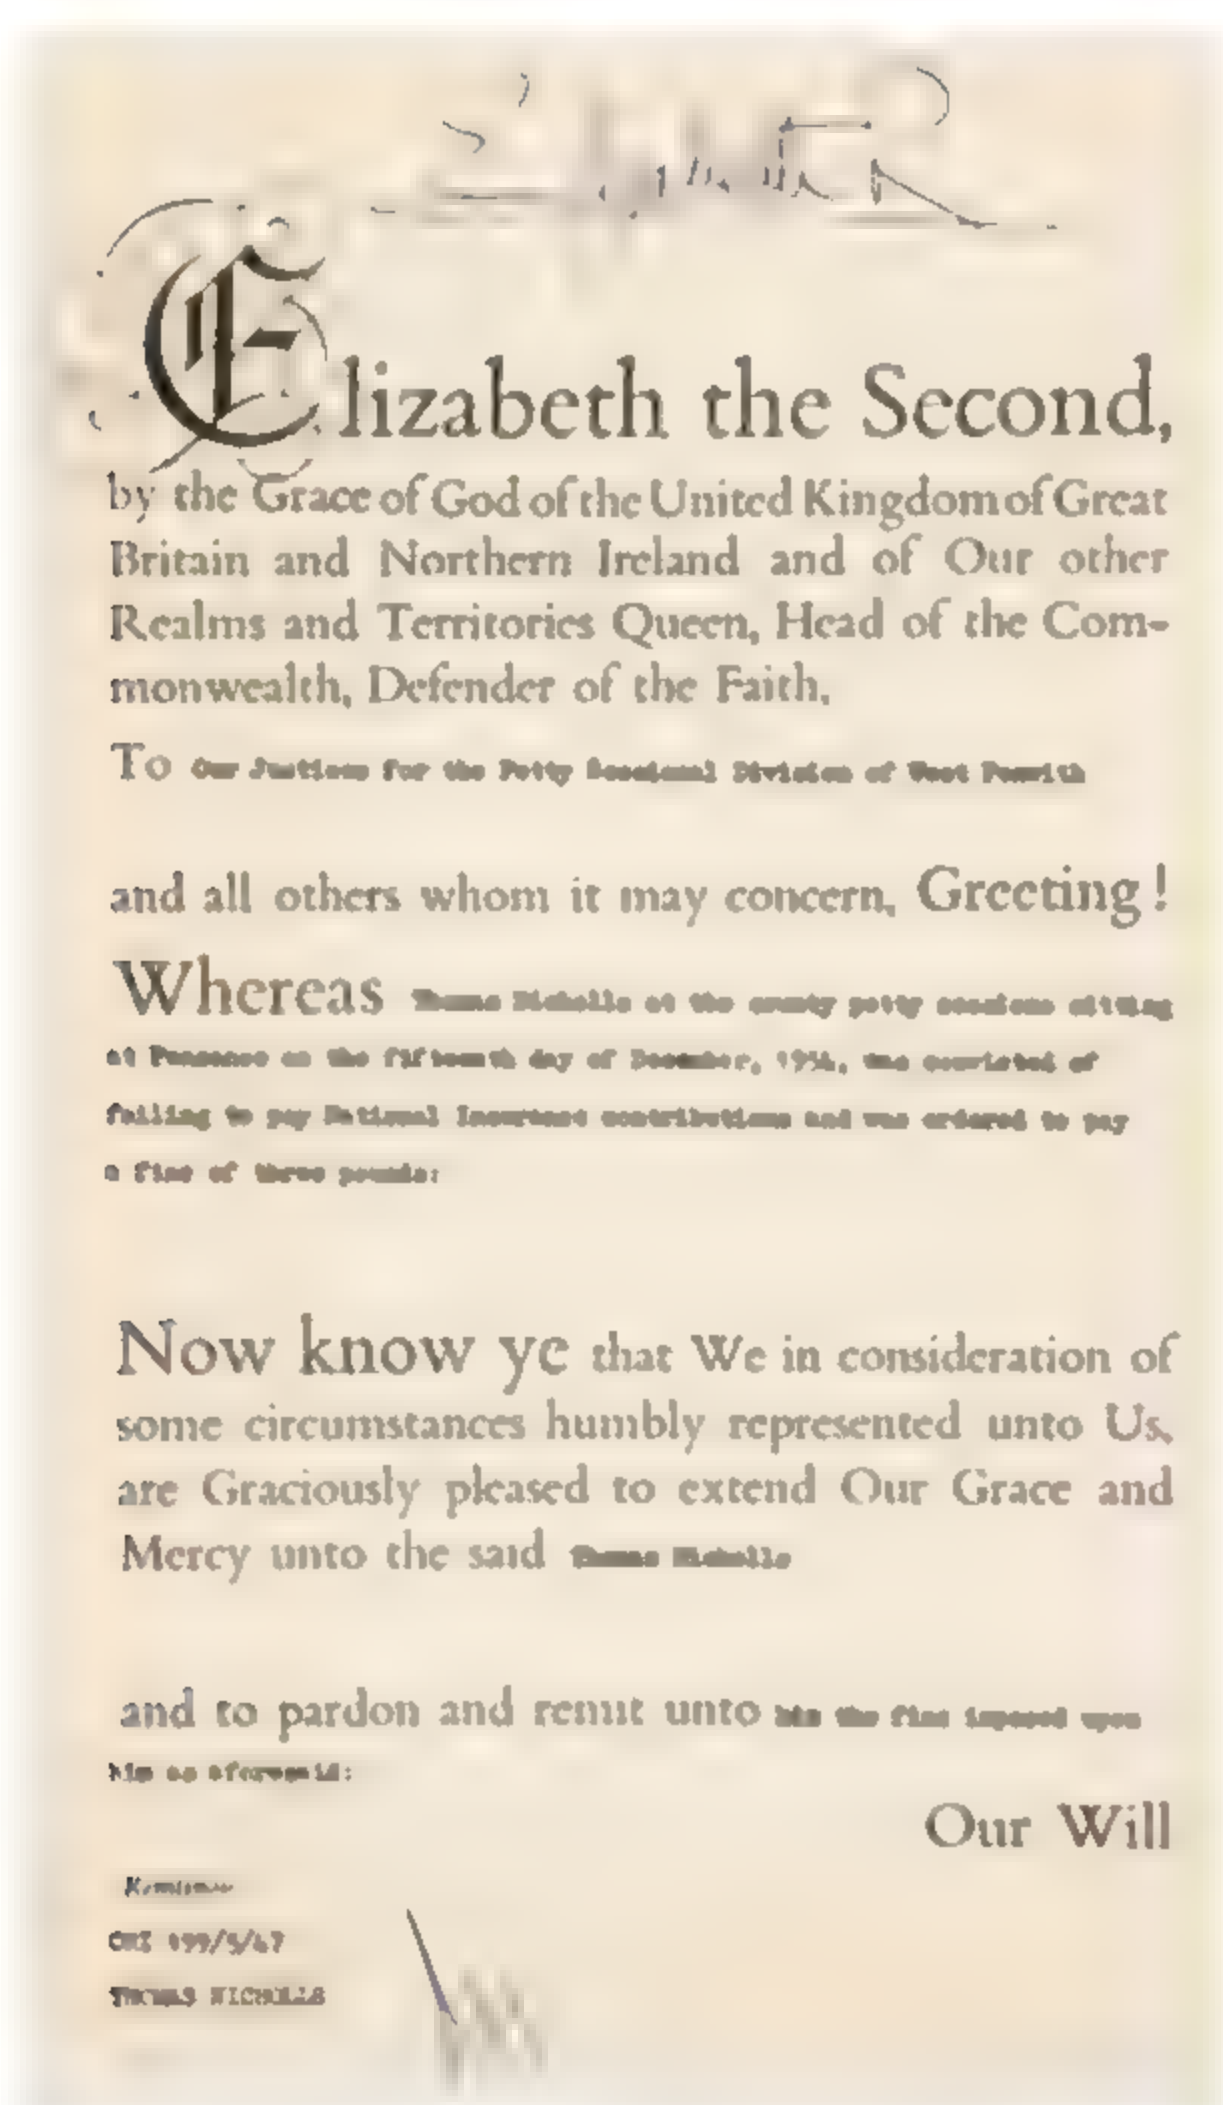 Elizabeth the Second,
by the Grace of God of the United Kingdom of Great
Britain and Northern Ireland and of Our other
Realms and Territories Queen, Head of the Com-
monwealth, Defender of the Faith,
To Our Justices for the Petty Sessional Division of West Penwith
and all others whom it may concern, Greeting!
Whereas Thomas Nicholls at the county petty sessions sitting
at Penzance on the fifteenth day of December, 1954, was convicted of
failing to pay National Insurance contributions and was ordered to pay
a fine of three pounds:
Now know ye that We in consideration of
some circumstances humbly represented unto Us,
are Graciously pleased to extend Our Grace and
Mercy unto the said Thomas Nicholls
and to pardon and remit unto him the fine imposed upon
him as aforesaid:
Our Will
Remission
THOMAS NICHOLLS